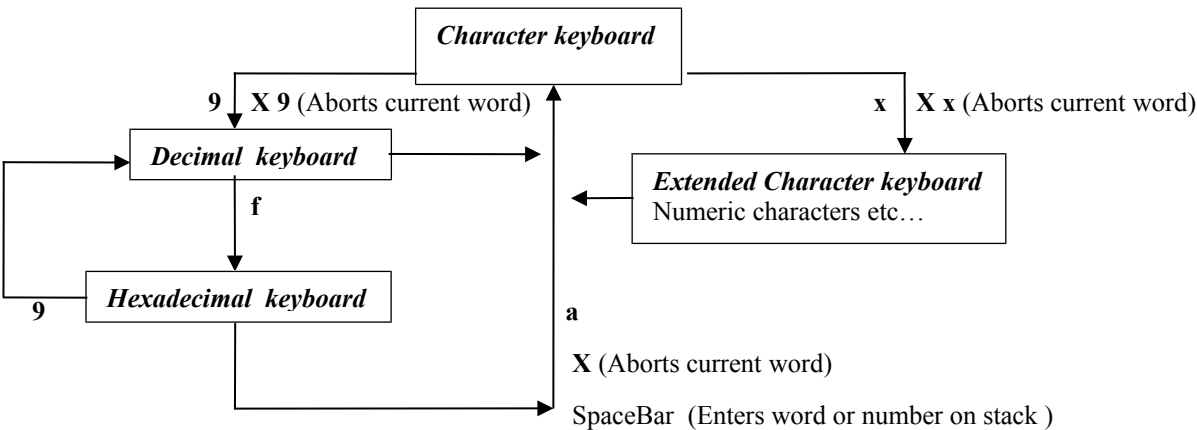 Character keyboard
9 X 9 (Aborts current word)
x X x (Aborts current word)
Decimal keyboard
Extended Character keyboard
Numeric characters etc…
f
Hexadecimal keyboard
9
a
X (Aborts current word)
SpaceBar (Enters word or number on stack )